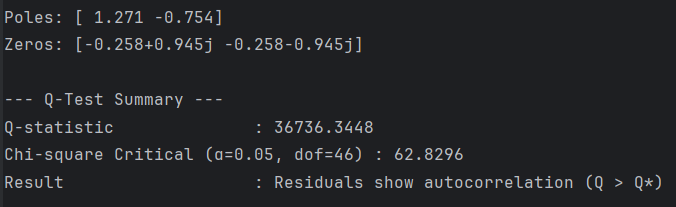 Poles: [ 1.271 -0.754]
Zeros: [-0.258+0.945j -0.258-0.945j]
--- Q-Test Summary ---
Q-statistic : 36736.3448
Chi-square Critical (α=0.05, dof=46) : 62.8296
Result : Residuals show autocorrelation (Q > Q*)